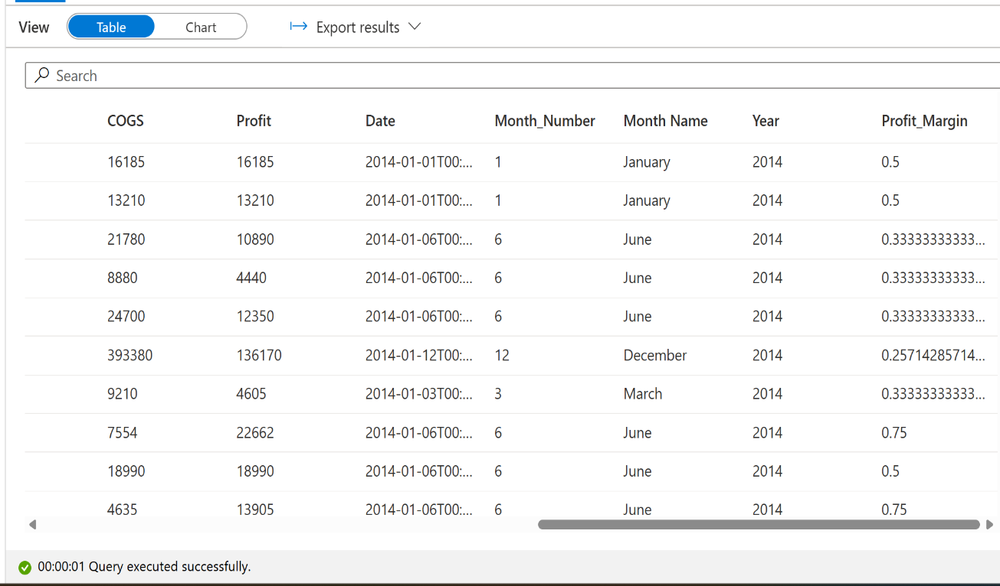 View Table Chart Export results
Search
COGS Profit Date Month_Number Month Name Year Profit_Margin
16185 16185 2014-01-01T00:... 1 January 2014 0.5
13210 13210 2014-01-01T00:... 1 January 2014 0.5
21780 10890 2014-01-06T00:... 6 June 2014 0.33333333333...
8880 4440 2014-01-06T00:... 6 June 2014 0.33333333333...
24700 12350 2014-01-06T00:... 6 June 2014 0.33333333333...
393380 136170 2014-01-12T00:... 12 December 2014 0.25714285714...
9210 4605 2014-01-03T00:... 3 March 2014 0.33333333333...
7554 22662 2014-01-06T00:... 6 June 2014 0.75
18990 18990 2014-01-06T00:... 6 June 2014 0.5
4635 13905 2014-01-06T00:... 6 June 2014 0.75
00:00:01 Query executed successfully.